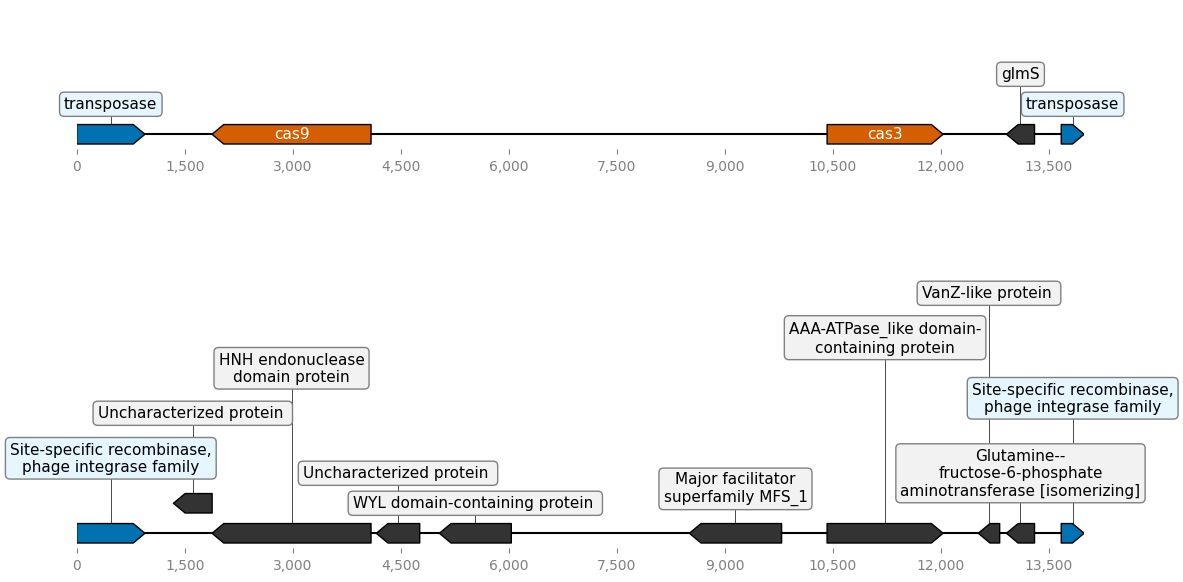 glmS
transposase
transposase
cas9
cas3
0 1,500 3,000 4,500 6,000 7,500 9,000 10,500 12,000 13,500
VanZ-like protein
AAA-ATPase_like domain-
containing protein
HNH endonuclease
domain protein
Site-specific recombinase,
phage integrase family
Uncharacterized protein
Site-specific recombinase,
phage integrase family
Glutamine--
fructose-6-phosphate
aminotransferase [isomerizing]
Uncharacterized protein
Major facilitator
superfamily MFS_1
WYL domain-containing protein
0 1,500 3,000 4,500 6,000 7,500 9,000 10,500 12,000 13,500